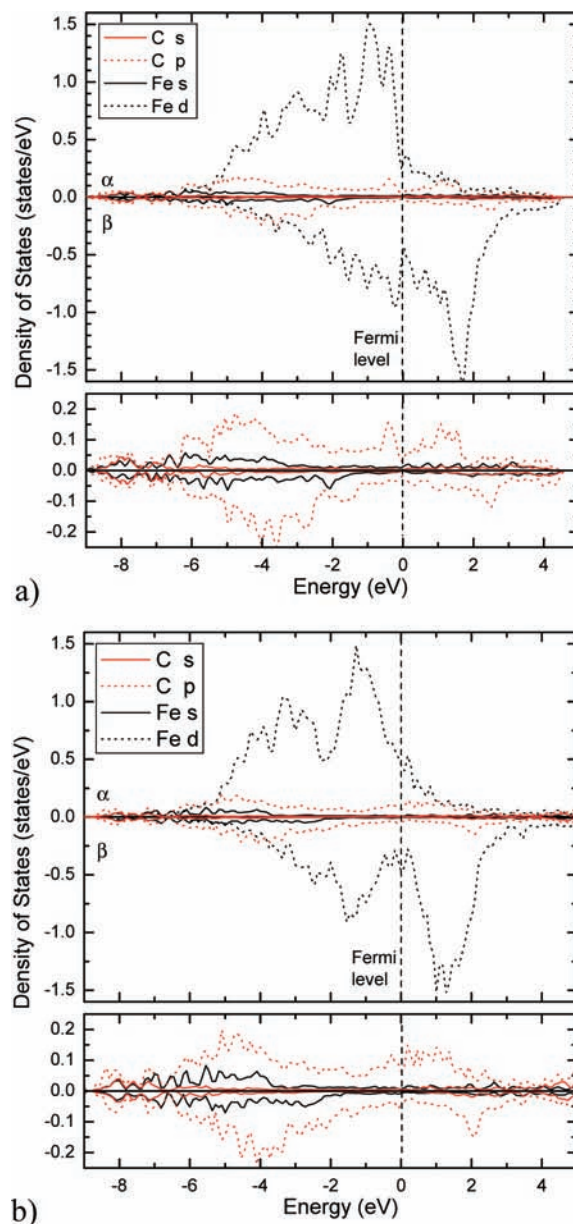 C s
C p
Fe s
Fe d
1.5
1.0
0.5
0.0
-0.5
-1.0
-1.5
α
β
Density of States (states/eV)
Fermi
level
0.2
0.1
0.0
-0.1
-0.2
-8 -6 -4 -2 0 2 4
Energy (eV)
a)
C s
C p
Fe s
Fe d
1.5
1.0
0.5
0.0
-0.5
-1.0
-1.5
α
β
Density of States (states/eV)
Fermi
level
0.2
0.1
0.0
-0.1
-0.2
-8 -6 -4 -2 0 2 4
Energy (eV)
b)